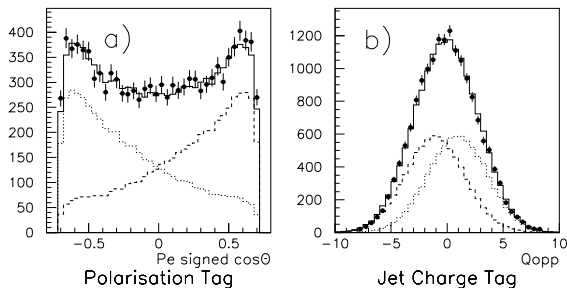 a)
400
350
300
250
200
150
100
50
0
-0.5 0 0.5
Pe signed cosΘ
Polarisation Tag
b)
1200
1000
800
600
400
200
0
-10 -5 0 5 10
Qopp
Jet Charge Tag